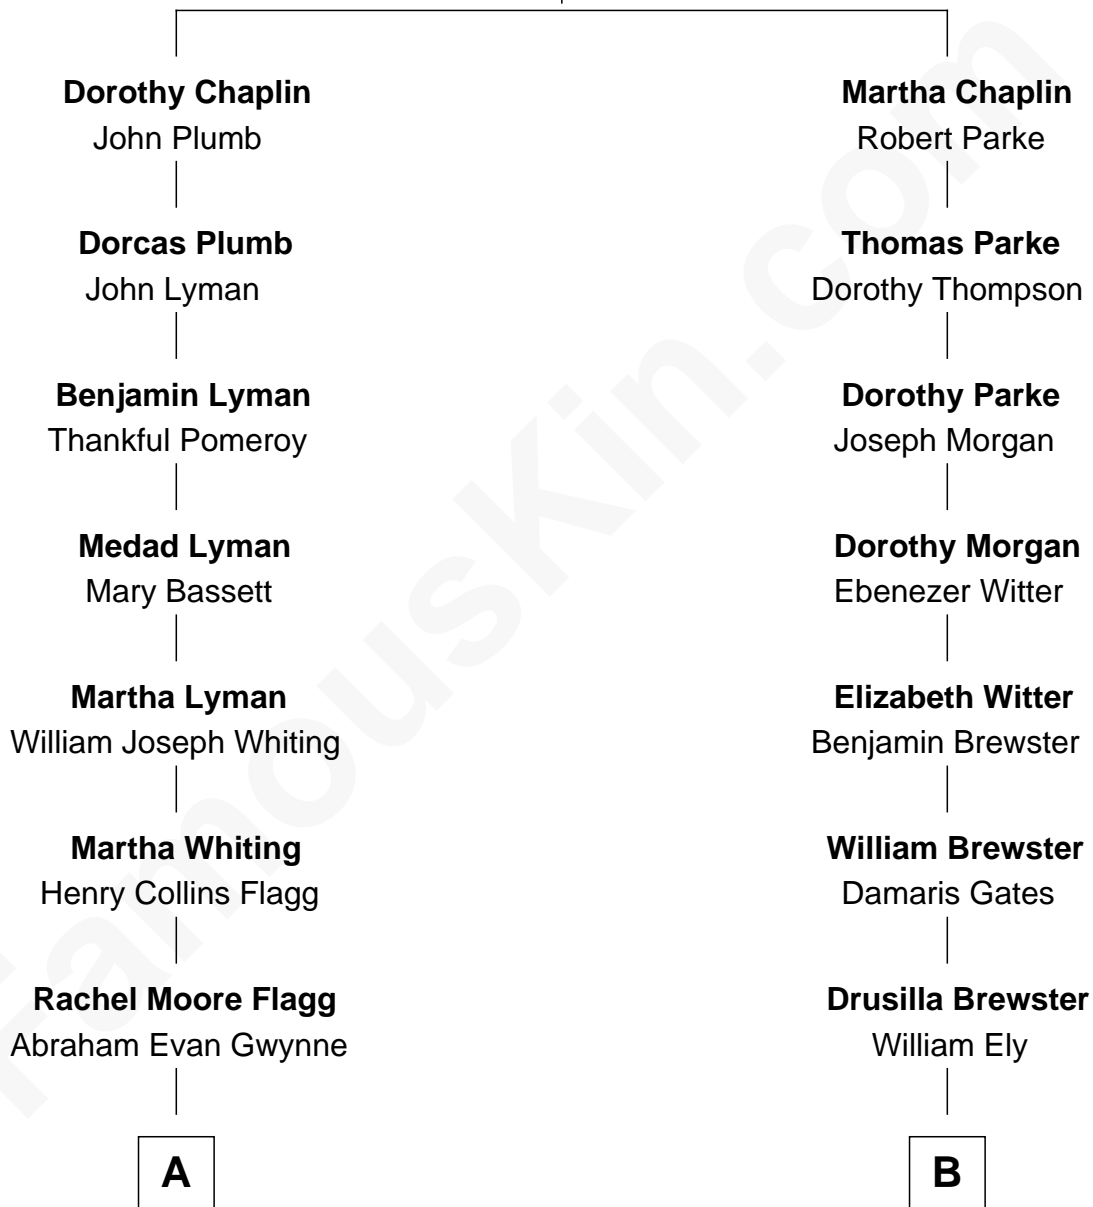 Dorothy Chaplin
John Plumb
Dorcas Plumb
John Lyman
Benjamin Lyman
Thankful Pomeroy
Medad Lyman
Mary Bassett
Martha Lyman
William Joseph Whiting
Martha Whiting
Henry Collins Flagg
Rachel Moore Flagg
Abraham Evan Gwynne
A
Martha Chaplin
Robert Parke
Thomas Parke
Dorothy Thompson
Dorothy Parke
Joseph Morgan
Dorothy Morgan
Ebenezer Witter
Elizabeth Witter
Benjamin Brewster
William Brewster
Damaris Gates
Drusilla Brewster
William Ely
B
FamousKin.com